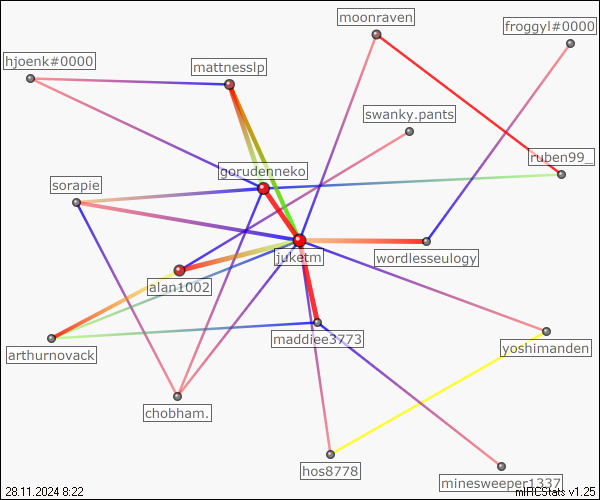 moonraven
froggyl#0000
hjoenk#0000
mattnesslp
swanky.pants
ruben99_
gorudenneko
sorapie
juketm
wordlesseulogy
alan1002
maddiee3773
yoshimanden
arthurnovack
chobham.
hos8778
minesweeper1337
28.11.2024 8:22
mIRCStats v1.25